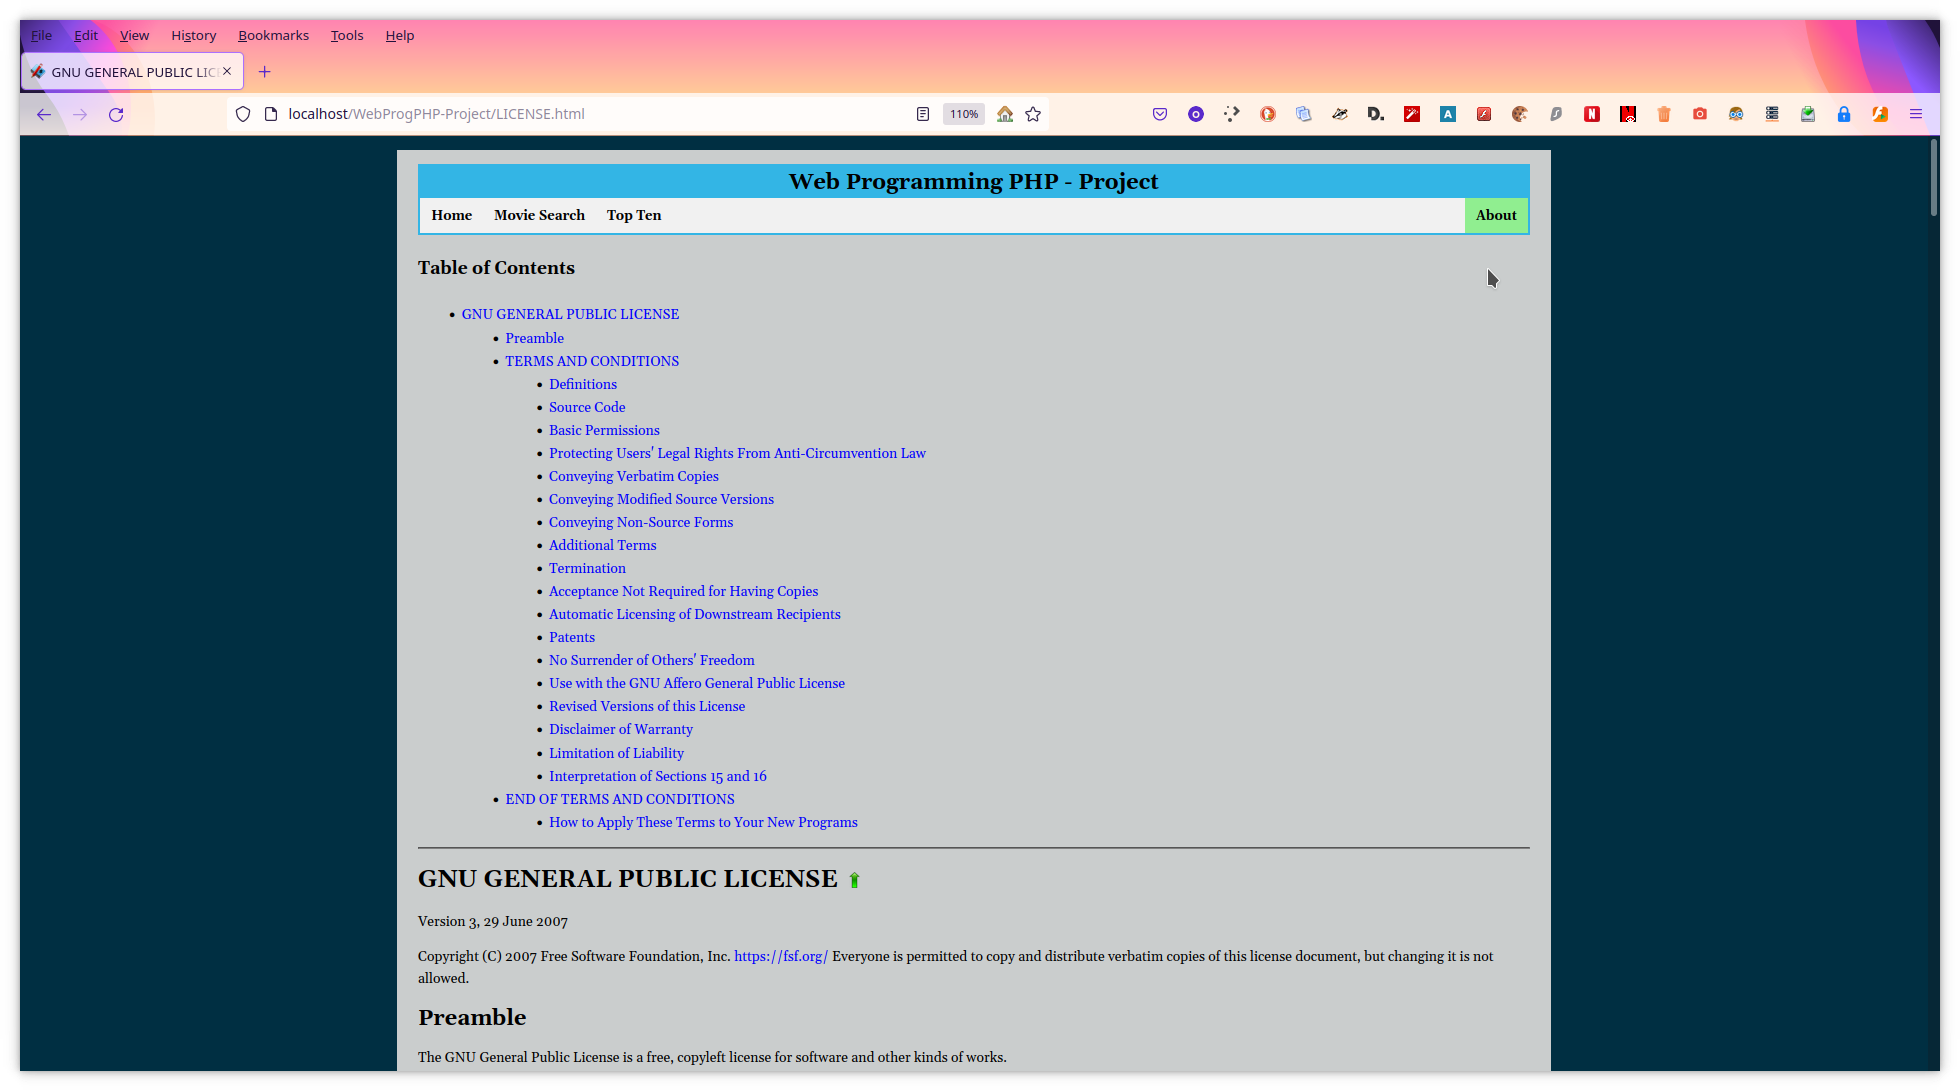 File Edit View History Bookmarks Tools Help
GNU GENERAL PUBLIC LIC
localhost/WebProgPHP-Project/LICENSE.html 110%
Web Programming PHP - Project
Home Movie Search Top Ten About
Table of Contents
GNU GENERAL PUBLIC LICENSE
Preamble
TERMS AND CONDITIONS
Definitions
Source Code
Basic Permissions
Protecting Users' Legal Rights From Anti-Circumvention Law
Conveying Verbatim Copies
Conveying Modified Source Versions
Conveying Non-Source Forms
Additional Terms
Termination
Acceptance Not Required for Having Copies
Automatic Licensing of Downstream Recipients
Patents
No Surrender of Others' Freedom
Use with the GNU Affero General Public License
Revised Versions of this License
Disclaimer of Warranty
Limitation of Liability
Interpretation of Sections 15 and 16
END OF TERMS AND CONDITIONS
How to Apply These Terms to Your New Programs
GNU GENERAL PUBLIC LICENSE
Version 3, 29 June 2007
Copyright (C) 2007 Free Software Foundation, Inc. https://fsf.org/ Everyone is permitted to copy and distribute verbatim copies of this license document, but changing it is not
allowed.
Preamble
The GNU General Public License is a free, copyleft license for software and other kinds of works.